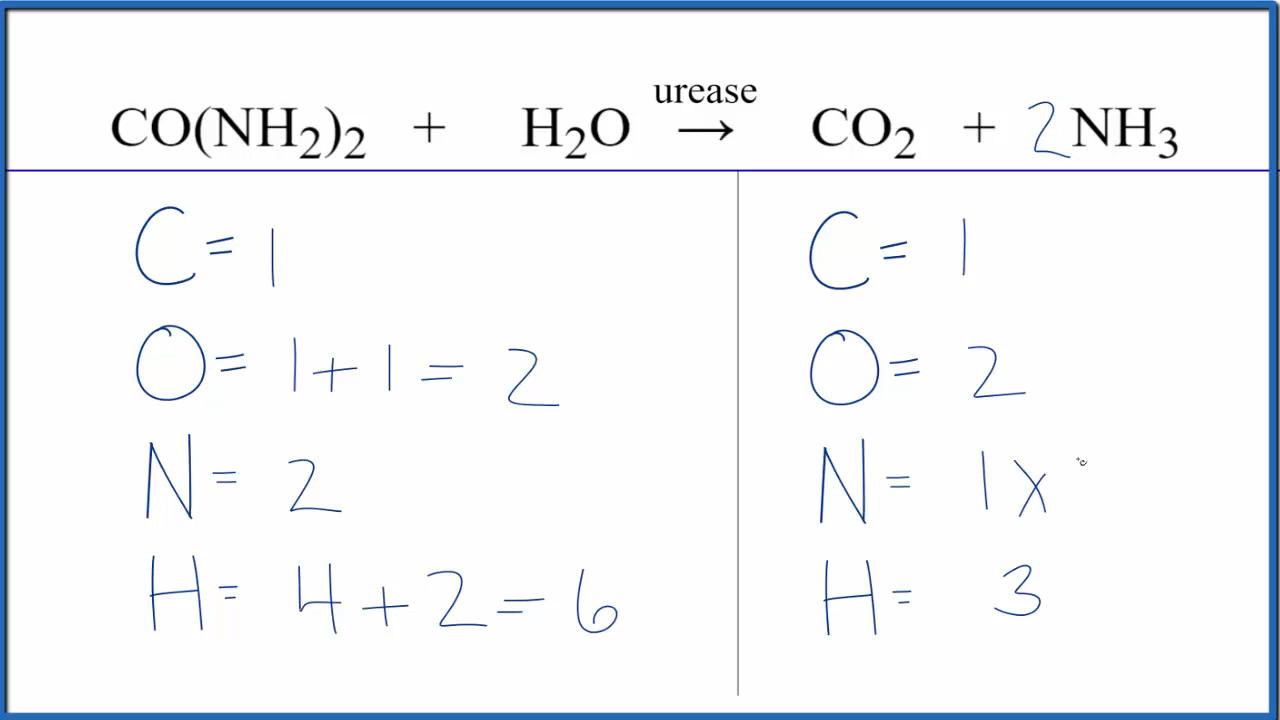 urease
CO(NH₂)₂ + H₂O → CO₂ + 2NH₃
C = 1
C = 1
O = 1 + 1 = 2
O = 2
N = 2
N = 1 x
H = 4 + 2 = 6
H = 3